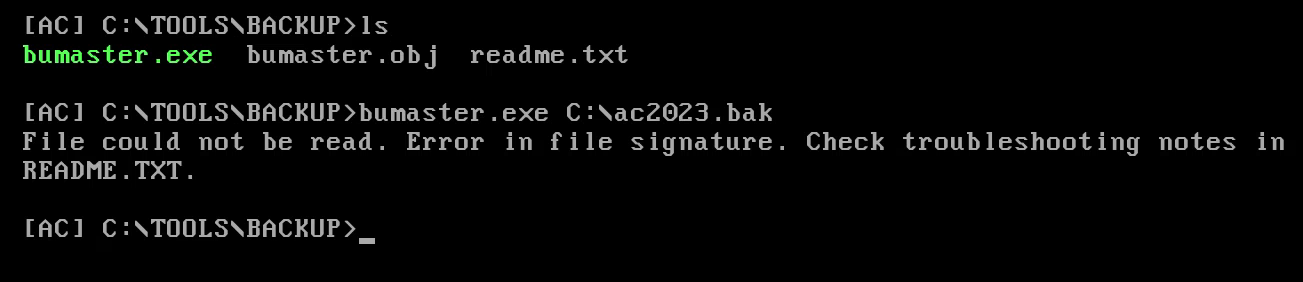 [AC] C:\TOOLS\BACKUP>ls
bumaster.exe  bumaster.obj  readme.txt
[AC] C:\TOOLS\BACKUP>bumaster.exe C:\ac2023.bak
File could not be read. Error in file signature. Check troubleshooting notes in
README.TXT.
[AC] C:\TOOLS\BACKUP>_